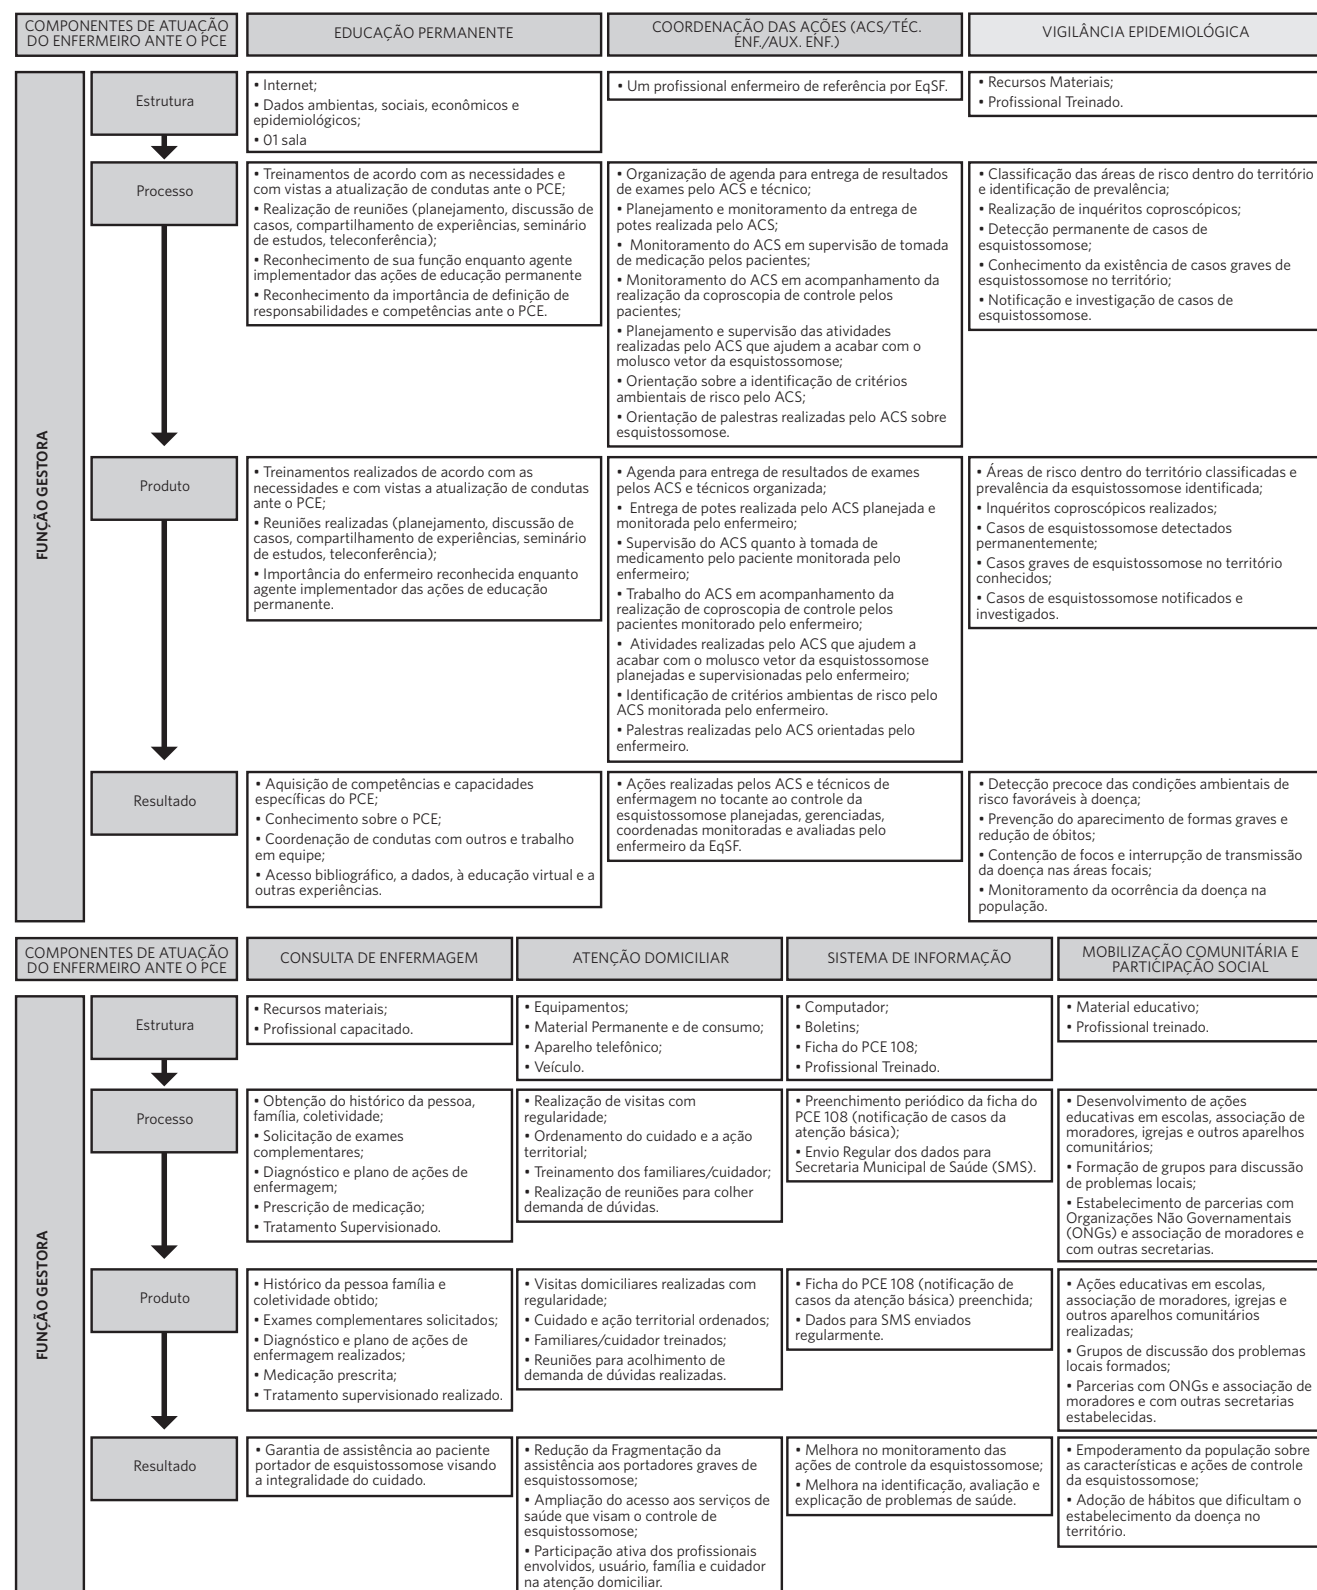 COMPONENTES DE ATUAÇÃO
DO ENFERMEIRO ANTE O PCE
EDUCAÇÃO PERMANENTE
COORDENAÇÃO DAS AÇÕES (ACS/TÉC.
ENF./AUX. ENF.)
VIGILÂNCIA EPIDEMIOLÓGICA
FUNÇÃO GESTORA
Estrutura
• Internet;
• Dados ambientas, sociais, econômicos e
epidemiológicos;
• 01 sala
• Um profissional enfermeiro de referência por EqSF.
• Recursos Materiais;
• Profissional Treinado.
Processo
• Treinamentos de acordo com as necessidades e
com vistas a atualização de condutas ante o PCE;
• Realização de reuniões (planejamento, discussão de
casos, compartilhamento de experiências, seminário
de estudos, teleconferência);
• Reconhecimento de sua função enquanto agente
implementador das ações de educação permanente
• Reconhecimento da importância de definição de
responsabilidades e competências ante o PCE.
• Organização de agenda para entrega de resultados
de exames pelo ACS e técnico;
• Planejamento e monitoramento da entrega de
potes realizada pelo ACS;
• Monitoramento do ACS em supervisão de tomada
de medicação pelos pacientes;
• Monitoramento do ACS em acompanhamento da
realização da coproscopia de controle pelos
pacientes;
• Planejamento e supervisão das atividades
realizadas pelo ACS que ajudem a acabar com o
molusco vetor da esquistossomose;
• Orientação sobre a identificação de critérios
ambientais de risco pelo ACS;
• Orientação de palestras realizadas pelo ACS sobre
esquistossomose.
• Classificação das áreas de risco dentro do território
e identificação de prevalência;
• Realização de inquéritos coproscópicos;
• Detecção permanente de casos de
esquistossomose;
• Conhecimento da existência de casos graves de
esquistossomose no território;
• Notificação e investigação de casos de
esquistossomose.
Produto
• Treinamentos realizados de acordo com as
necessidades e com vistas a atualização de condutas
ante o PCE;
• Reuniões realizadas (planejamento, discussão de
casos, compartilhamento de experiências, seminário
de estudos, teleconferência);
• Importância do enfermeiro reconhecida enquanto
agente implementador das ações de educação
permanente.
• Agenda para entrega de resultados de exames
pelos ACS e técnicos organizada;
• Entrega de potes realizada pelo ACS planejada e
monitorada pelo enfermeiro;
• Supervisão do ACS quanto à tomada de
medicamento pelo paciente monitorada pelo
enfermeiro;
• Trabalho do ACS em acompanhamento da
realização de coproscopia de controle pelos
pacientes monitorado pelo enfermeiro;
• Atividades realizadas pelo ACS que ajudem a
acabar com o molusco vetor da esquistossomose
planejadas e supervisionadas pelo enfermeiro;
• Identificação de critérios ambientas de risco pelo
ACS monitorada pelo enfermeiro.
• Palestras realizadas pelo ACS orientadas pelo
enfermeiro.
• Áreas de risco dentro do território classificadas e
prevalência da esquistossomose identificada;
• Inquéritos coproscópicos realizados;
• Casos de esquistossomose detectados
permanentemente;
• Casos graves de esquistossomose no território
conhecidos;
• Casos de esquistossomose notificados e
investigados.
Resultado
• Aquisição de competências e capacidades
específicas do PCE;
• Conhecimento sobre o PCE;
• Coordenação de condutas com outros e trabalho
em equipe;
• Acesso bibliográfico, a dados, à educação virtual e a
outras experiências.
• Ações realizadas pelos ACS e técnicos de
enfermagem no tocante ao controle da
esquistossomose planejadas, gerenciadas,
coordenadas monitoradas e avaliadas pelo
enfermeiro da EqSF.
• Detecção precoce das condições ambientais de
risco favoráveis à doença;
• Prevenção do aparecimento de formas graves e
redução de óbitos;
• Contenção de focos e interrupção de transmissão
da doença nas áreas focais;
• Monitoramento da ocorrência da doença na
população.
COMPONENTES DE ATUAÇÃO
DO ENFERMEIRO ANTE O PCE
CONSULTA DE ENFERMAGEM
ATENÇÃO DOMICILIAR
SISTEMA DE INFORMAÇÃO
MOBILIZAÇÃO COMUNITÁRIA E
PARTICIPAÇÃO SOCIAL
FUNÇÃO GESTORA
Estrutura
• Recursos materiais;
• Profissional capacitado.
• Equipamentos;
• Material Permanente e de consumo;
• Aparelho telefônico;
• Veículo.
• Computador;
• Boletins;
• Ficha do PCE 108;
• Profissional Treinado.
• Material educativo;
• Profissional treinado.
Processo
• Obtenção do histórico da pessoa,
família, coletividade;
• Solicitação de exames
complementares;
• Diagnóstico e plano de ações de
enfermagem;
• Prescrição de medicação;
• Tratamento Supervisionado.
• Realização de visitas com
regularidade;
• Ordenamento do cuidado e a ação
territorial;
• Treinamento dos familiares/cuidador;
• Realização de reuniões para colher
demanda de dúvidas.
• Preenchimento periódico da ficha do
PCE 108 (notificação de casos da
atenção básica);
• Envio Regular dos dados para
Secretaria Municipal de Saúde (SMS).
• Desenvolvimento de ações
educativas em escolas, associação de
moradores, igrejas e outros aparelhos
comunitários;
• Formação de grupos para discussão
de problemas locais;
• Estabelecimento de parcerias com
Organizações Não Governamentais
(ONGs) e associação de moradores e
com outras secretarias.
Produto
• Histórico da pessoa família e
coletividade obtido;
• Exames complementares solicitados;
• Diagnóstico e plano de ações de
enfermagem realizados;
• Medicação prescrita;
• Tratamento supervisionado realizado.
• Visitas domiciliares realizadas com
regularidade;
• Cuidado e ação territorial ordenados;
• Familiares/cuidador treinados;
• Reuniões para acolhimento de
demanda de dúvidas realizadas.
• Ficha do PCE 108 (notificação de
casos da atenção básica) preenchida;
• Dados para SMS enviados
regularmente.
• Ações educativas em escolas,
associação de moradores, igrejas e
outros aparelhos comunitários
realizadas;
• Grupos de discussão dos problemas
locais formados;
• Parcerias com ONGs e associação de
moradores e com outras secretarias
estabelecidas.
Resultado
• Garantia de assistência ao paciente
portador de esquistossomose visando
a integralidade do cuidado.
• Redução da Fragmentação da
assistência aos portadores graves de
esquistossomose;
• Ampliação do acesso aos serviços de
saúde que visam o controle de
esquistossomose;
• Participação ativa dos profissionais
envolvidos, usuário, família e cuidador
na atenção domiciliar.
• Melhora no monitoramento das
ações de controle da esquistossomose;
• Melhora na identificação, avaliação e
explicação de problemas de saúde.
• Empoderamento da população sobre
as características e ações de controle
da esquistossomose;
• Adoção de hábitos que dificultam o
estabelecimento da doença no
território.